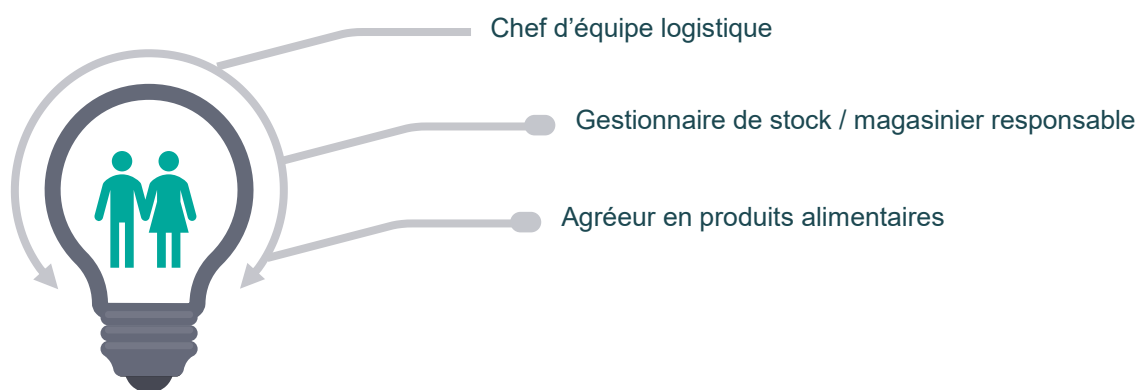 Chef d’équipe logistique
Gestionnaire de stock / magasinier responsable
Agréeur en produits alimentaires